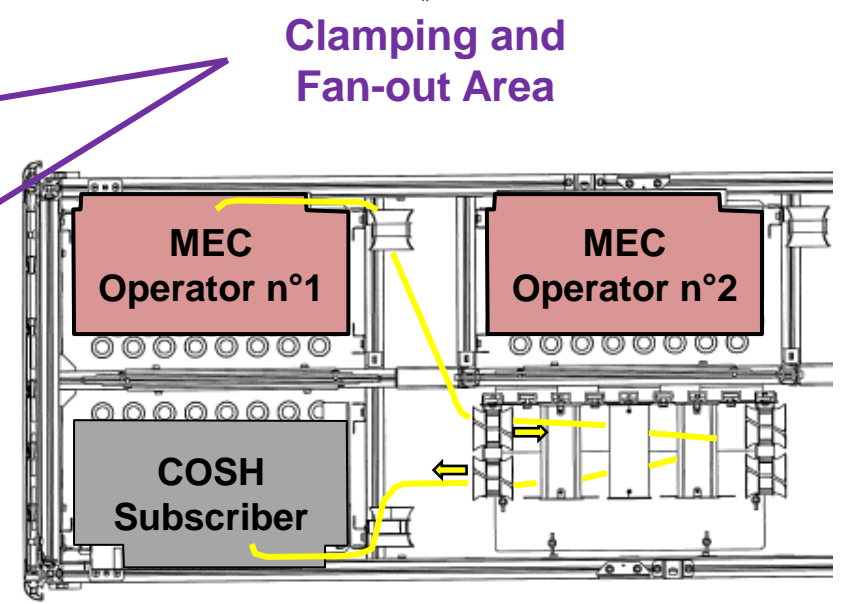 Clamping and
Fan-out Area
MEC
Operator n°1
MEC
Operator n°2
COSH
Subscriber